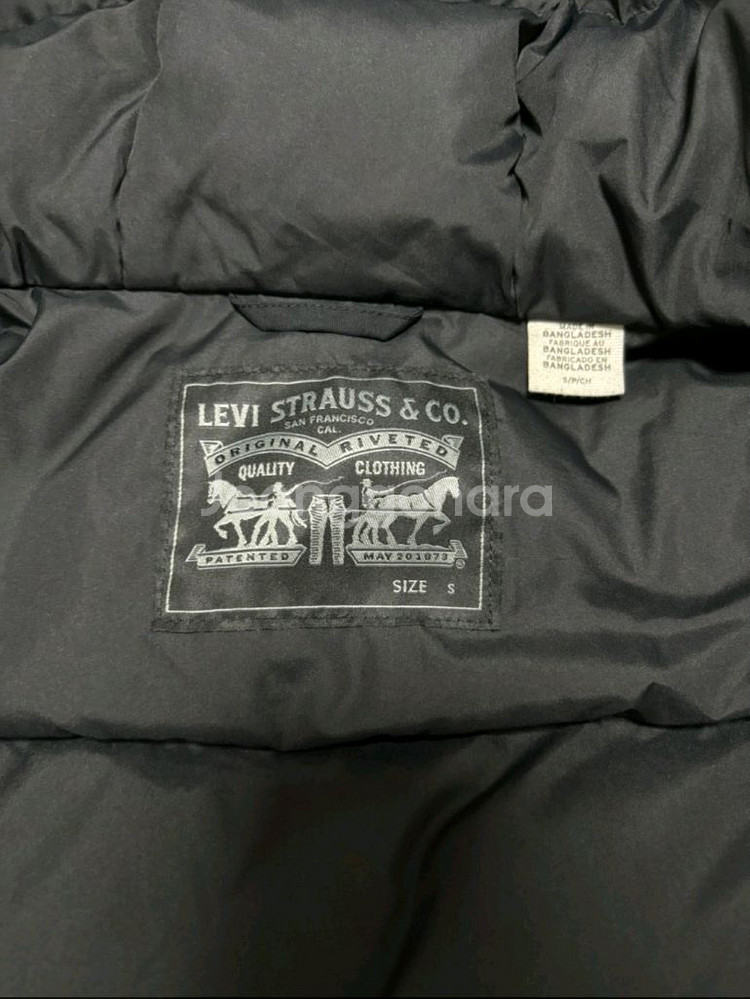 MADE IN
BANGLADESH
FABRIQUE AU
BANGLADESH
FABRICADO EN
BANGLADESH
S/P/CH
LEVI STRAUSS & CO.
SAN FRANCISCO
CAL.
ORIGINAL RIVETED
QUALITY CLOTHING
PATENTED MAY 20 1873
®
SIZE S